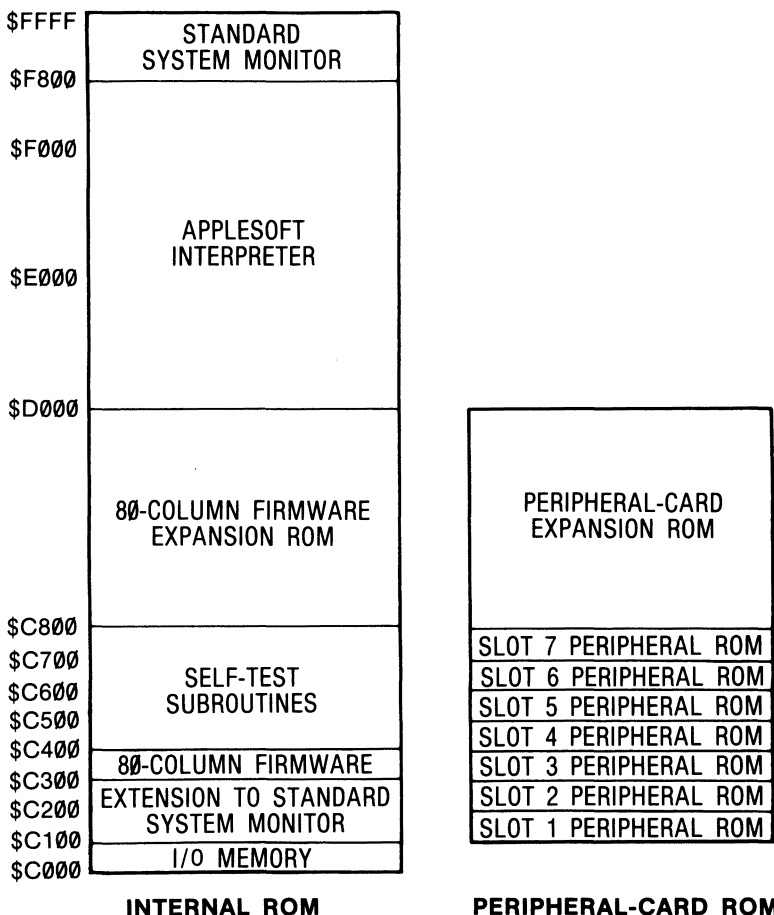 $FFFF
STANDARD
SYSTEM MONITOR
$F800
$F000
APPLESOFT
INTERPRETER
$E000
$D000
80-COLUMN FIRMWARE
EXPANSION ROM
PERIPHERAL-CARD
EXPANSION ROM
$C800
SLOT 7 PERIPHERAL ROM
$C700
SELF-TEST
SUBROUTINES
SLOT 6 PERIPHERAL ROM
$C600
SLOT 5 PERIPHERAL ROM
$C500
SLOT 4 PERIPHERAL ROM
$C400
80-COLUMN FIRMWARE
SLOT 3 PERIPHERAL ROM
$C300
EXTENSION TO STANDARD
SYSTEM MONITOR
SLOT 2 PERIPHERAL ROM
$C200
SLOT 1 PERIPHERAL ROM
$C100
I/O MEMORY
$C000
INTERNAL ROM
PERIPHERAL-CARD ROM